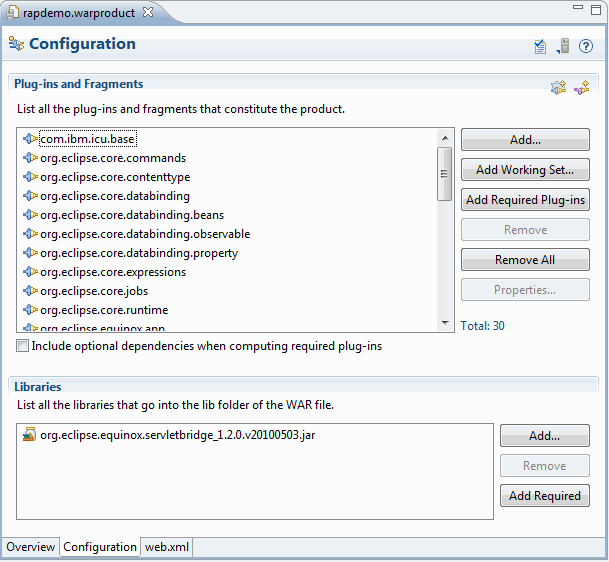 rapdemo.warproduct
Configuration
Plug-ins and Fragments
List all the plug-ins and fragments that constitute the product.
com.ibm.icu.base
org.eclipse.core.commands
org.eclipse.core.contenttype
org.eclipse.core.databinding
org.eclipse.core.databinding.beans
org.eclipse.core.databinding.observable
org.eclipse.core.databinding.property
org.eclipse.core.expressions
org.eclipse.core.jobs
org.eclipse.core.runtime
org.eclipse.equinox.app
Add...
Add Working Set...
Add Required Plug-ins
Remove
Remove All
Properties...
Total: 30
Include optional dependencies when computing required plug-ins
Libraries
List all the libraries that go into the lib folder of the WAR file.
org.eclipse.equinox.servletbridge_1.2.0.v20100503.jar
Add...
Remove
Add Required
Overview Configuration web.xml